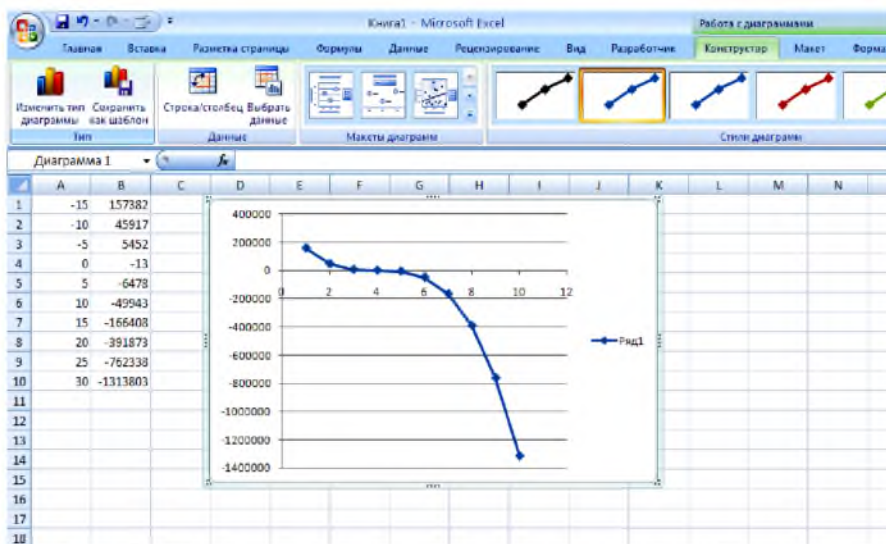 Книга1 - Microsoft Excel
Работа с диаграммами
Главная Вставка Разметка страницы Формулы Данные Рецензирование Вид Разработчик Конструктор Макет Форма
Изменить тип диаграммы
Сохранить как шаблон
Строка/столбец
Выбрать данные
Тип Данные Макеты диаграмм Стили диаграмм
Диаграмма 1 fx
A B C D E F G H I J K L M N
1 -15 157382
2 -10 45917
3 -5 5452
4 0 -13
5 5 -6478
6 10 -49943
7 15 -166408
8 20 -391873
9 25 -762338
10 30 -1313803
11
12
13
14
15
16
17
18
400000
200000
0
-200000
-400000
-600000
-800000
-1000000
-1200000
-1400000
0 2 4 6 8 10 12
Ряд1